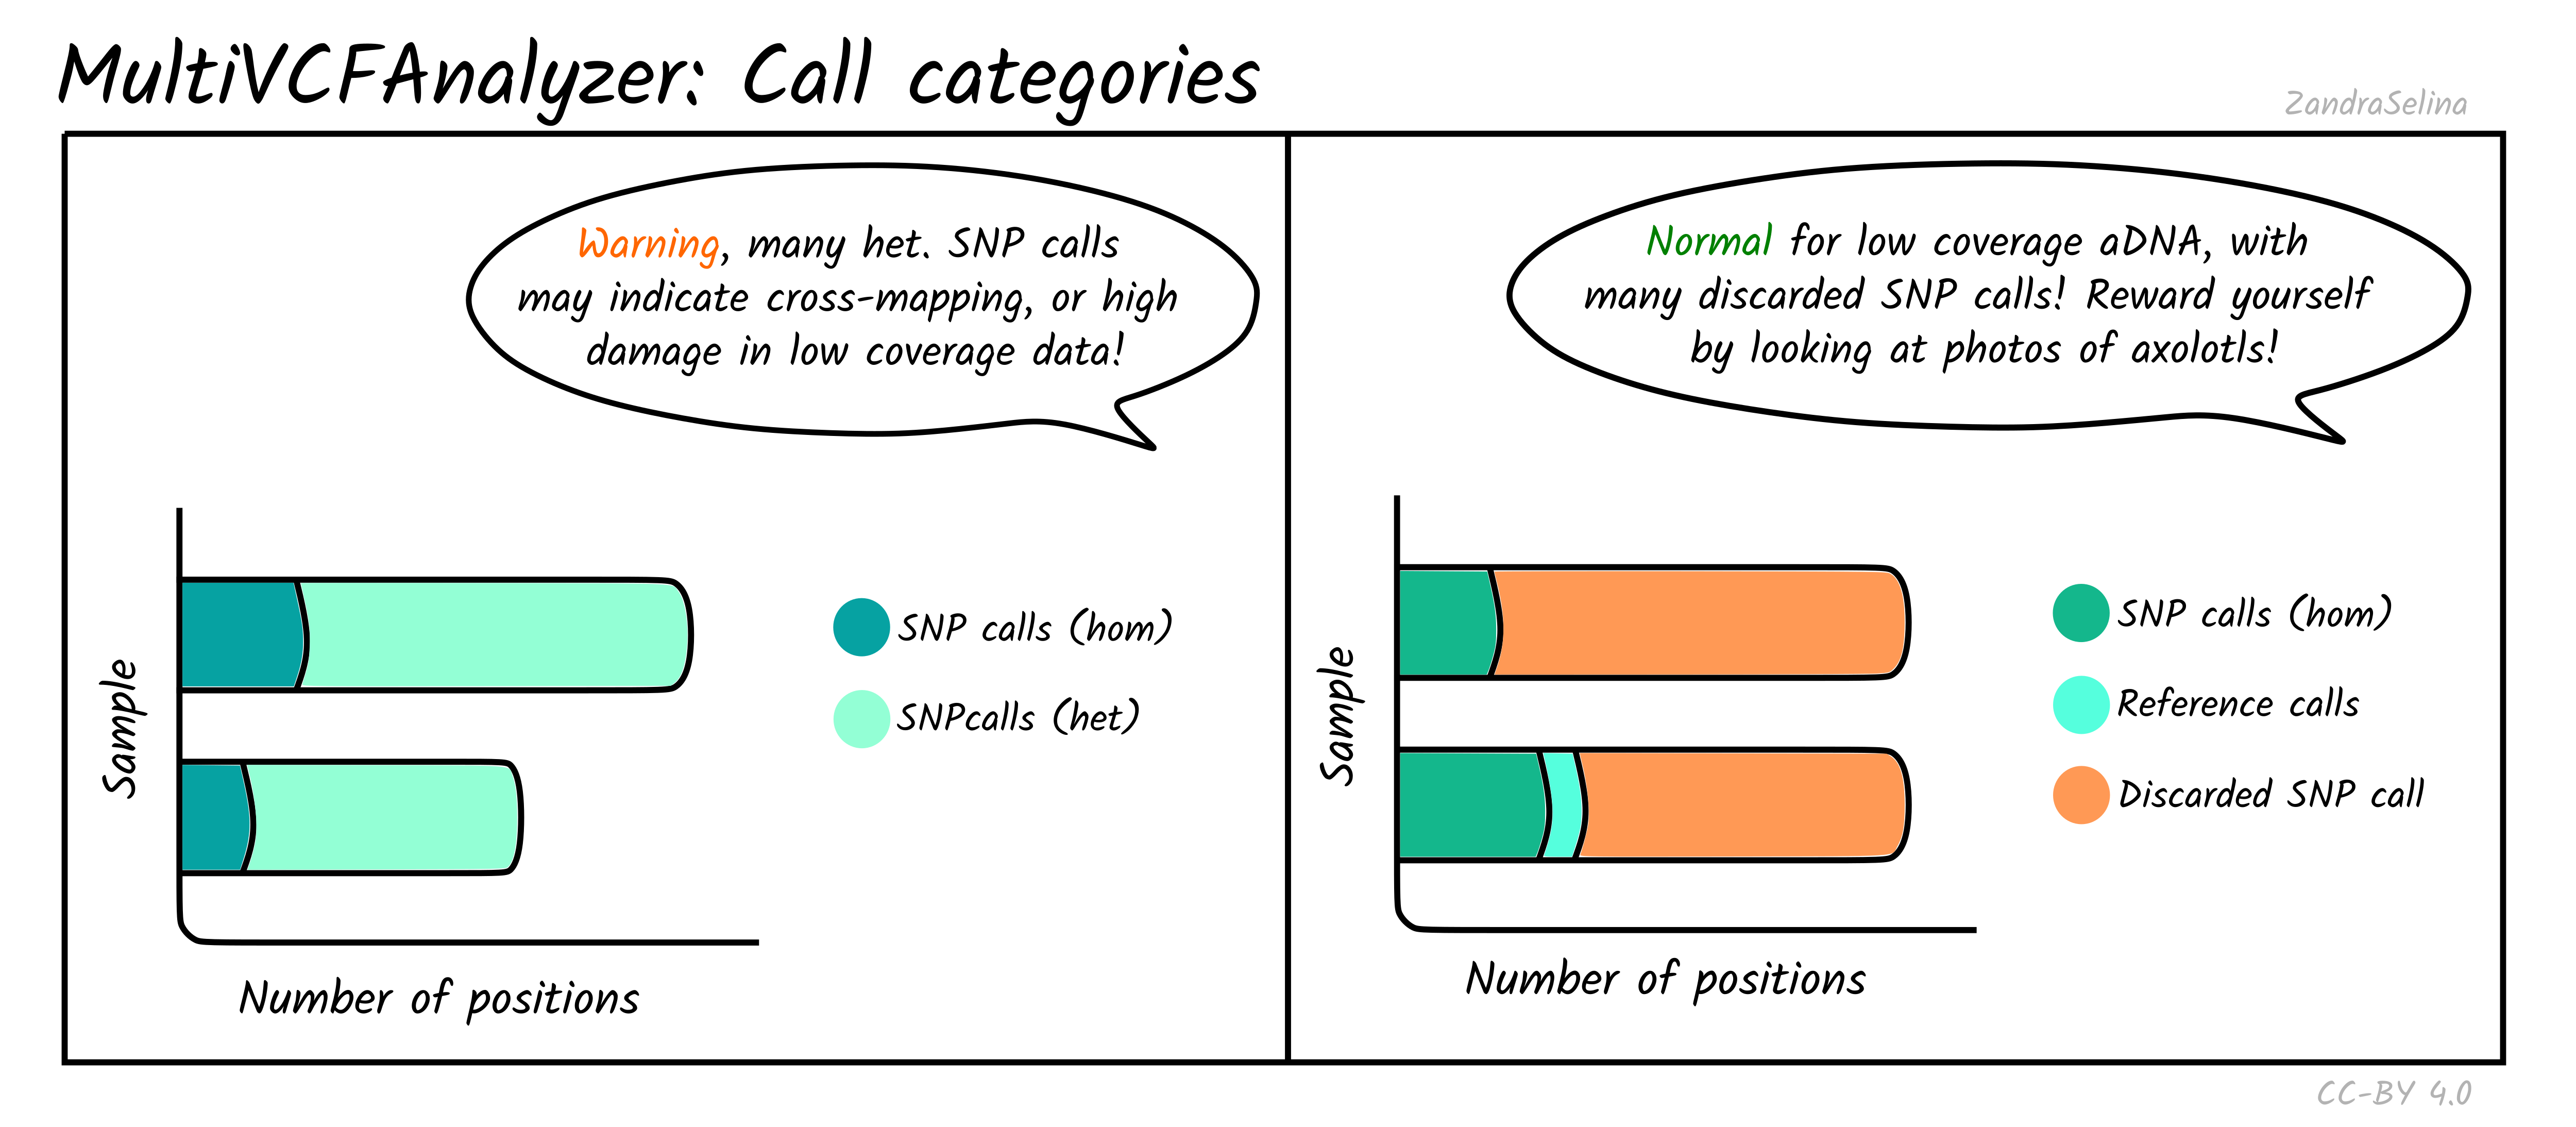 MultiVCFAnalyzer: Call categories
ZandraSelina
Warning, many het. SNP calls
may indicate cross-mapping, or high
damage in low coverage data!
Sample
SNP calls (hom)
SNPcalls (het)
Number of positions
Normal for low coverage aDNA, with
many discarded SNP calls! Reward yourself
by looking at photos of axolotls!
Sample
SNP calls (hom)
Reference calls
Discarded SNP call
Number of positions
CC-BY 4.0